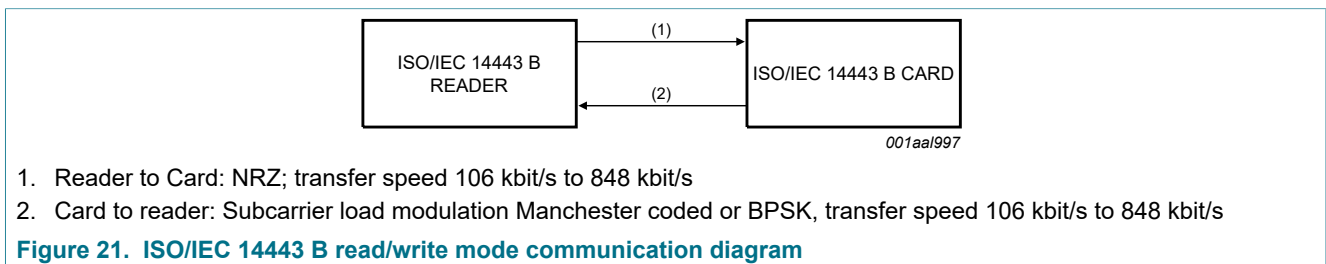 (1)
ISO/IEC 14443 B
READER
ISO/IEC 14443 B CARD
(2)
001aal997
1. Reader to Card: NRZ; transfer speed 106 kbit/s to 848 kbit/s
2. Card to reader: Subcarrier load modulation Manchester coded or BPSK, transfer speed 106 kbit/s to 848 kbit/s
Figure 21. ISO/IEC 14443 B read/write mode communication diagram